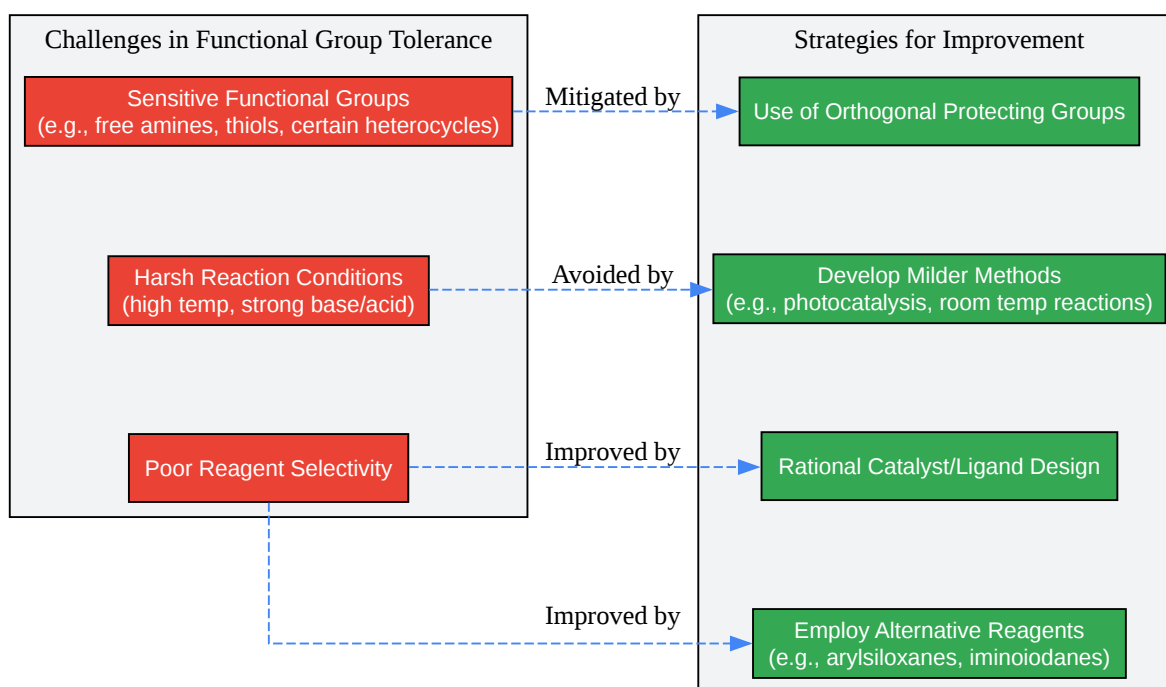 Challenges in Functional Group Tolerance
Strategies for Improvement
Sensitive Functional Groups
(e.g., free amines, thiols, certain heterocycles)
Mitigated by
Use of Orthogonal Protecting Groups
Harsh Reaction Conditions
(high temp, strong base/acid)
Avoided by
Develop Milder Methods
(e.g., photocatalysis, room temp reactions)
Poor Reagent Selectivity
Improved by
Rational Catalyst/Ligand Design
Improved by
Employ Alternative Reagents
(e.g., arylsiloxanes, iminoiodanes)